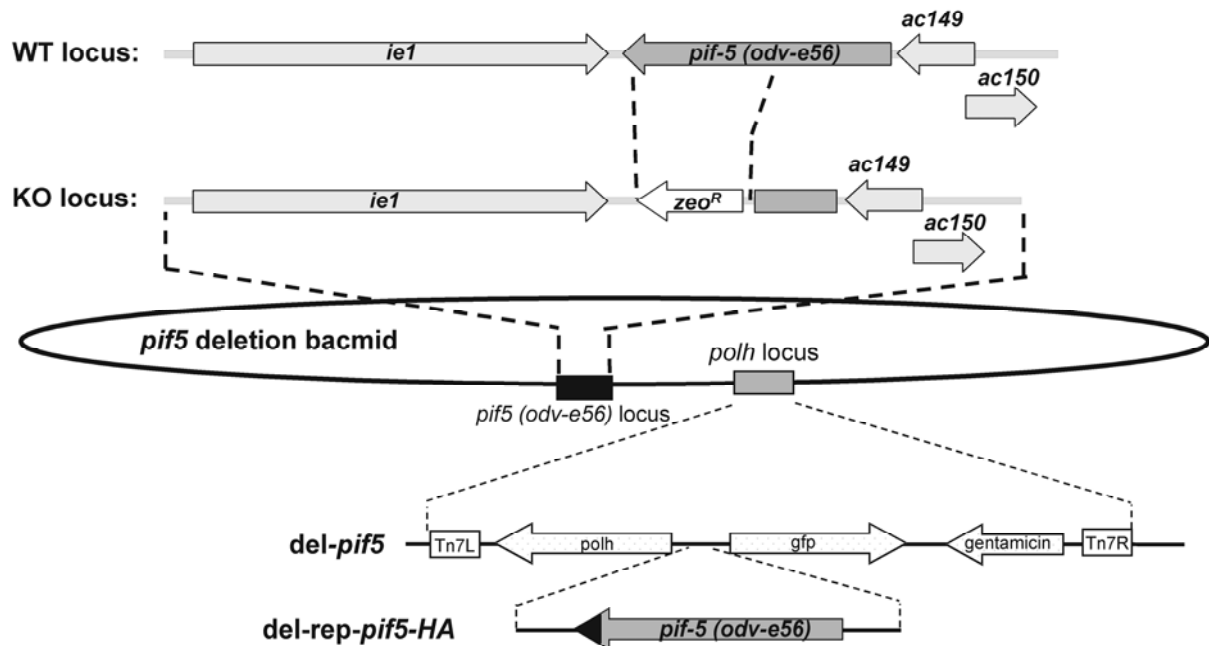 ac149
WT locus: ie1 pif-5 (odv-e56)
ac150
ac149
KO locus: ie1 zeoR
ac150
pif5 deletion bacmid
polh locus
pif5 (odv-e56) locus
del-pif5 Tn7L polh gfp gentamicin Tn7R
del-rep-pif5-HA pif-5 (odv-e56)